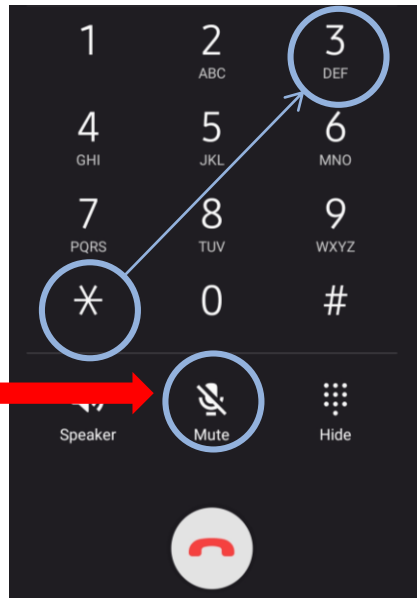 1 2 3
ABC DEF
4 5 6
GHI JKL MNO
7 8 9
PQRS TUV WXYZ
* 0 #
Speaker Mute Hide